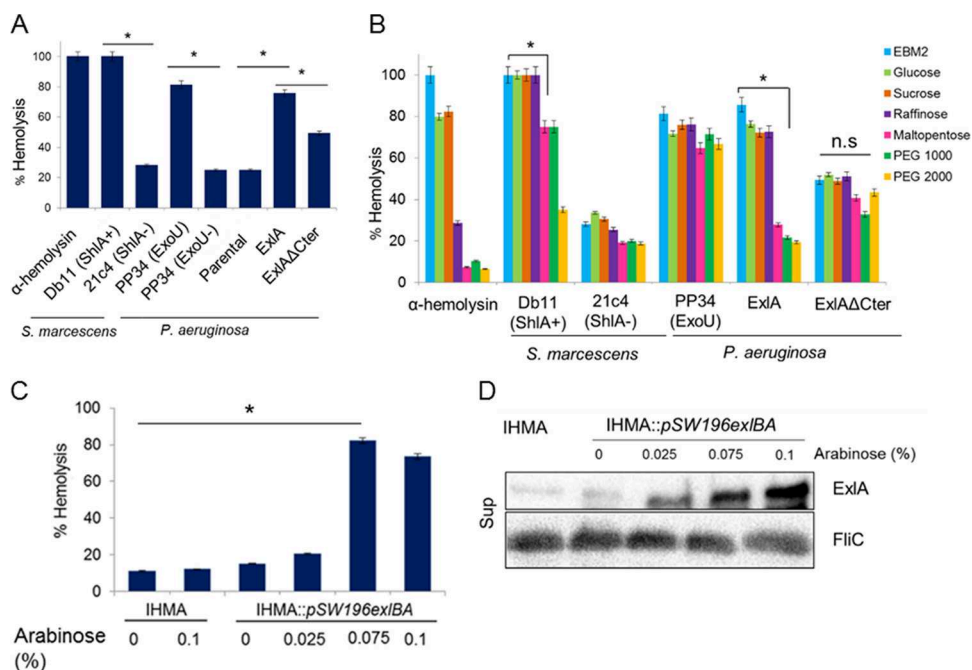 A
% Hemolysis
100
80
60
40
20
0
*
*
*
*
α-hemolysin
Db11 (ShlA+)
21c4 (ShlA-)
PP34 (ExoU)
PP34 (ExoU-)
Parental
ExlA
ExlAΔCter
S. marcescens
P. aeruginosa
B
% Hemolysis
100
80
60
40
20
0
*
*
n.s
EBM2
Glucose
Sucrose
Raffinose
Maltopentose
PEG 1000
PEG 2000
α-hemolysin
Db11
(ShlA+)
21c4
(ShlA-)
PP34
(ExoU)
ExlA
ExlAΔCter
S. marcescens
P. aeruginosa
C
% Hemolysis
100
80
60
40
20
0
*
IHMA
IHMA::pSW196exlBA
Arabinose
(%)
0
0.1
0
0.025
0.075
0.1
D
IHMA
IHMA::pSW196exlBA
0
0.025
0.075
0.1
Arabinose (%)
Sup
ExlA
FliC